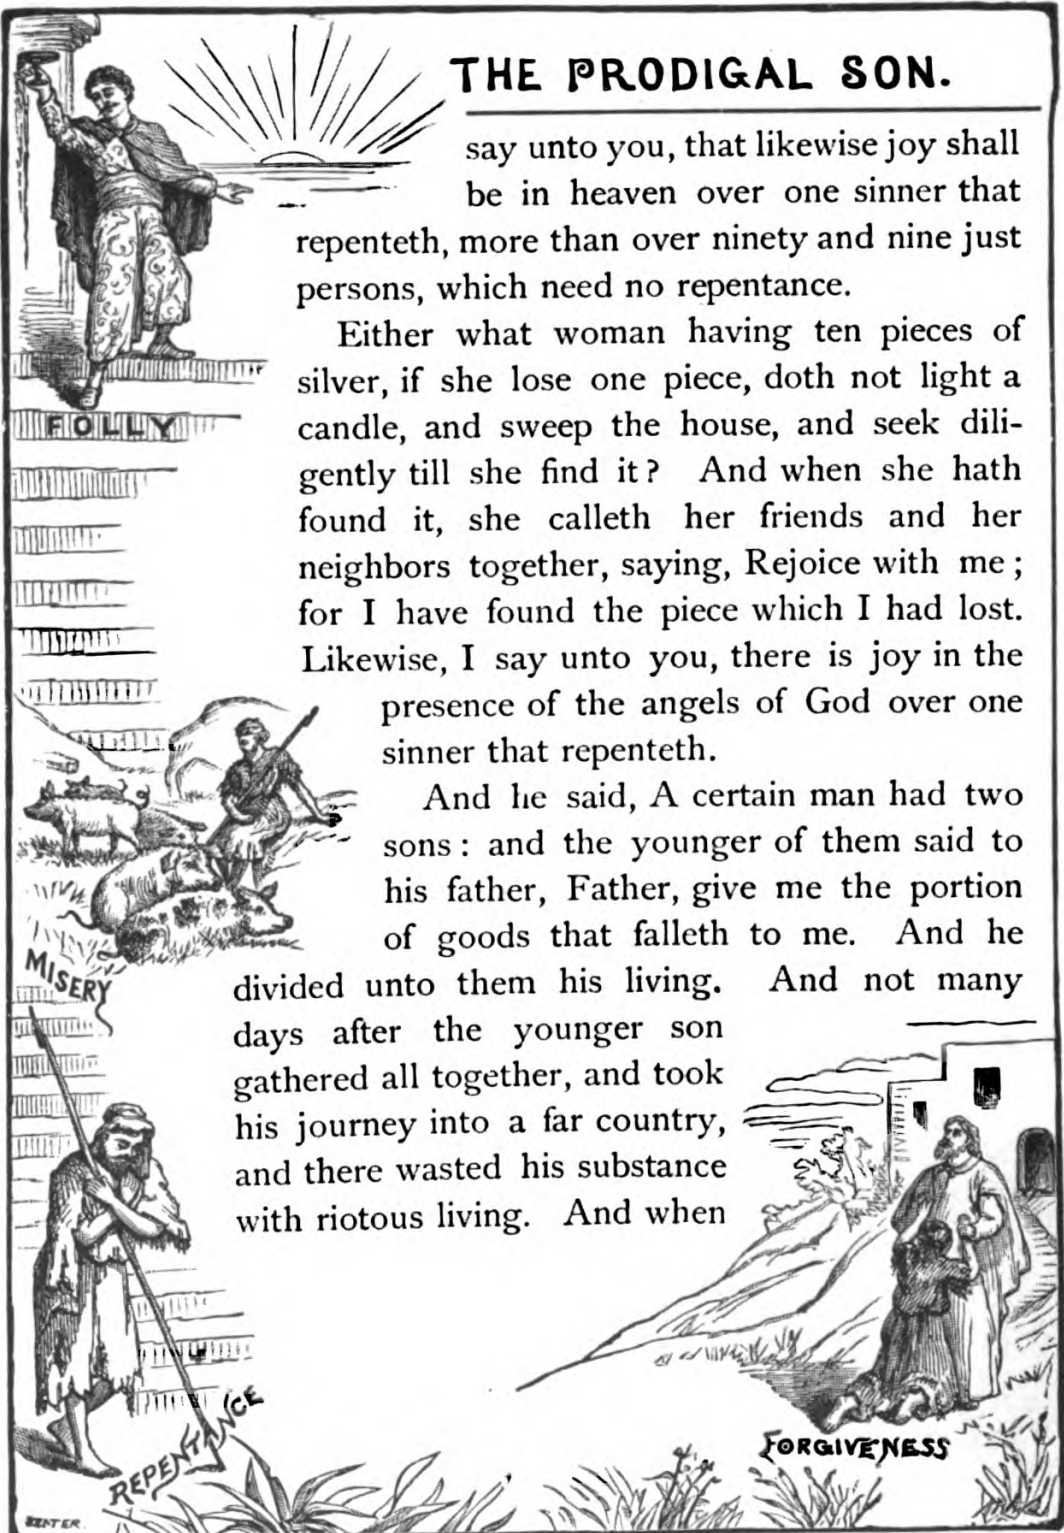 THE PRODIGAL SON.
say unto you, that likewise joy shall
be in heaven over one sinner that
repenteth, more than over ninety and nine just
persons, which need no repentance.
Either what woman having ten pieces of
silver, if she lose one piece, doth not light a
candle, and sweep the house, and seek dili-
gently till she find it? And when she hath
found it, she calleth her friends and her
neighbors together, saying, Rejoice with me;
for I have found the piece which I had lost.
Likewise, I say unto you, there is joy in the
presence of the angels of God over one
sinner that repenteth.
And he said, A certain man had two
sons: and the younger of them said to
his father, Father, give me the portion
of goods that falleth to me. And he
divided unto them his living. And not many
days after the younger son
gathered all together, and took
his journey into a far country,
and there wasted his substance
with riotous living. And when
FOLLY
MISERY
REPENTANCE
FORGIVENESS